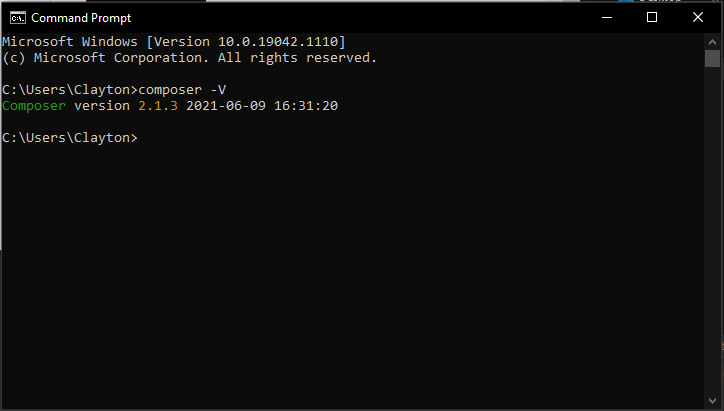 Command Prompt
Microsoft Windows [Version 10.0.19042.1110]
(c) Microsoft Corporation. All rights reserved.
C:\Users\Clayton>composer -V
Composer version 2.1.3 2021-06-09 16:31:20
C:\Users\Clayton>